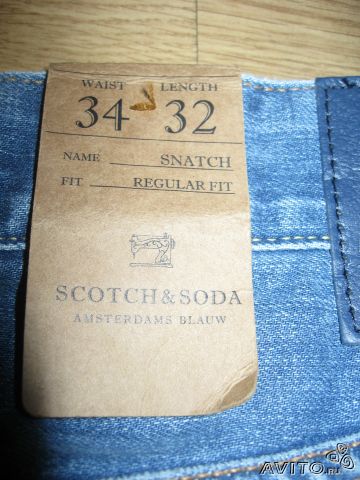 WAIST LENGTH
34 32
NAME SNATCH
FIT REGULAR FIT
SCOTCH & SODA
AMSTERDAMS BLAUW
AVITO.ru